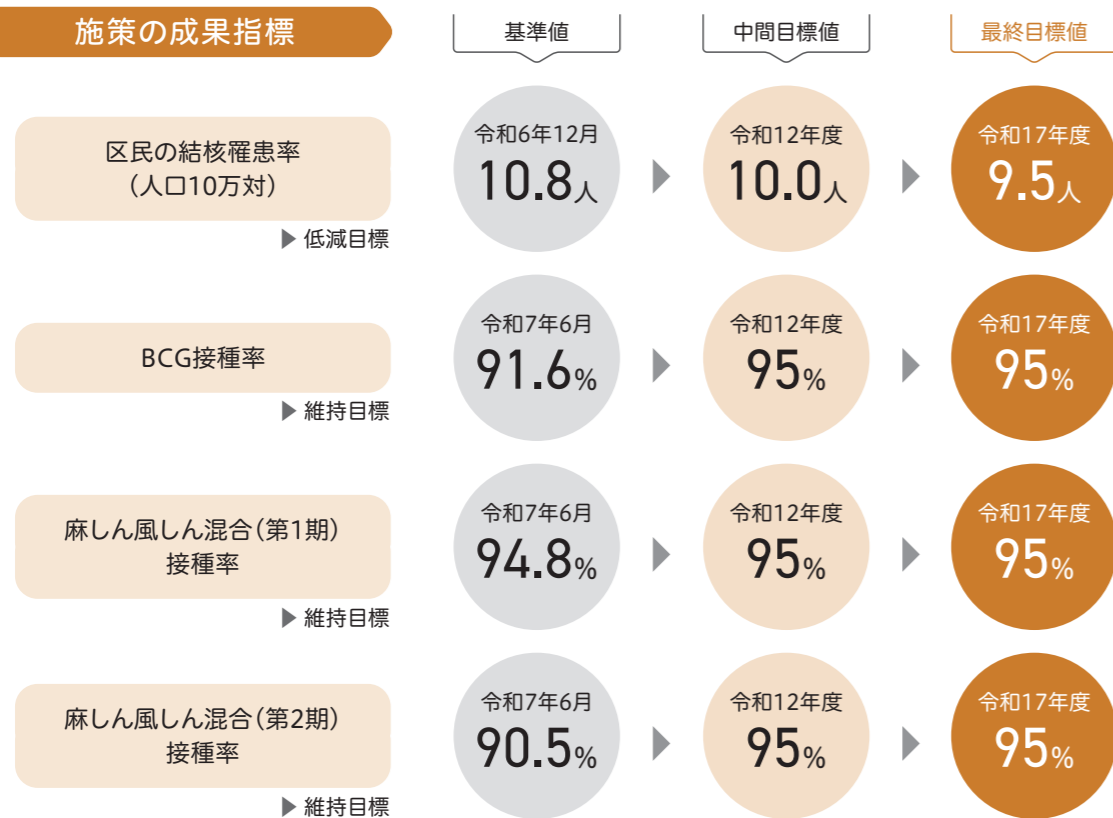 施策の成果指標
基準値
中間目標値
最終目標値
区民の結核罹患率
（人口10万対）
▶ 低減目標
令和6年12月
10.8人
令和12年度
10.0人
令和17年度
9.5人
BCG接種率
▶ 維持目標
令和7年6月
91.6%
令和12年度
95%
令和17年度
95%
麻しん風しん混合（第1期）
接種率
▶ 維持目標
令和7年6月
94.8%
令和12年度
95%
令和17年度
95%
麻しん風しん混合（第2期）
接種率
▶ 維持目標
令和7年6月
90.5%
令和12年度
95%
令和17年度
95%